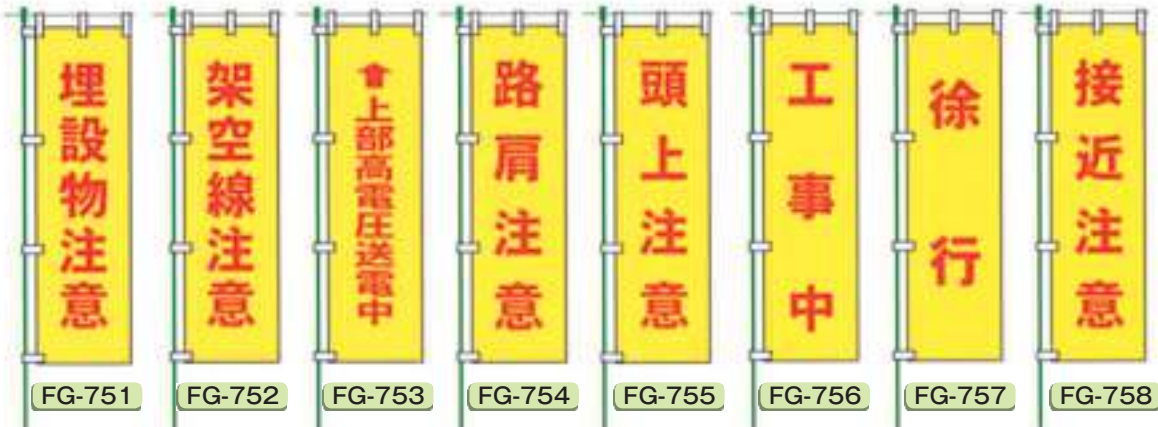 埋設物注意
架空線注意
上部高電圧送電中
路肩注意
頭上注意
工事中
徐行
接近注意
FG-751
FG-752
FG-753
FG-754
FG-755
FG-756
FG-757
FG-758